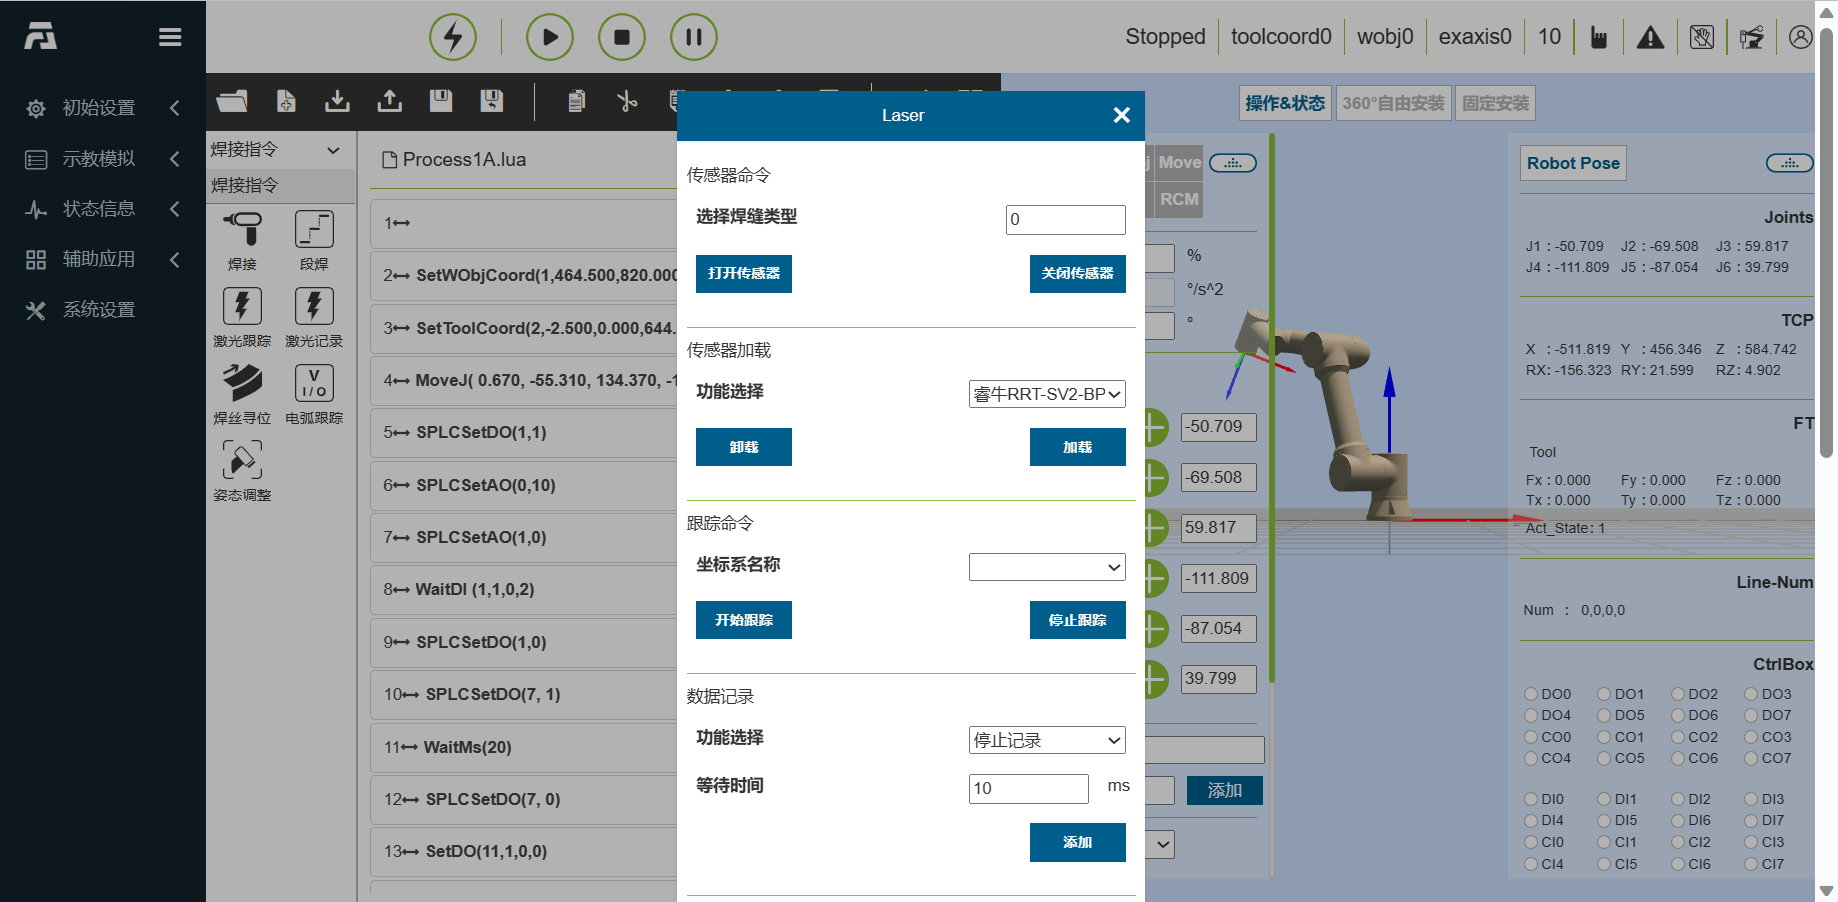 Stopped
toolcoord0
wobj0
exaxis0
10
初始设置
示教模拟
状态信息
辅助应用
系统设置
焊接指令
焊接指令
焊接
段焊
激光跟踪
激光记录
焊丝寻位
V
I/O
电弧跟踪
姿态调整
Process1A.lua
1
2 SetWObjCoord(1,464.500,820.000
3 SetToolCoord(2,-2.500,0.000,644.
4 MoveJ( 0.670, -55.310, 134.370, -1
5 SPLCSetDO(1,1)
6 SPLCSetAO(0,10)
7 SPLCSetAO(1,0)
8 WaitDI (1,1,0,2)
9 SPLCSetDO(1,0)
10 SPLCSetDO(7, 1)
11 WaitMs(20)
12 SPLCSetDO(7, 0)
13 SetDO(11,1,0,0)
Laser
传感器命令
选择焊缝类型 0
打开传感器 关闭传感器
传感器加载
功能选择 睿牛RRT-SV2-BP
卸载 加载
跟踪命令
坐标系名称
开始跟踪 停止跟踪
数据记录
功能选择 停止记录
等待时间 10 ms
添加
操作&状态 360°自由安装 固定安装
Move
RCM
%
°/s^2
°
-50.709
-69.508
59.817
-111.809
-87.054
39.799
添加
Robot Pose
Joints
J1 : -50.709 J2 : -69.508 J3 : 59.817
J4 : -111.809 J5 : -87.054 J6 : 39.799
TCP
X : -511.819 Y : 456.346 Z : 584.742
RX: -156.323 RY: 21.599 RZ: 4.902
FT
Tool
Fx : 0.000 Fy : 0.000 Fz : 0.000
Tx : 0.000 Ty : 0.000 Tz : 0.000
Act_State: 1
Line-Num
Num : 0,0,0,0
CtrlBox
DO0 DO1 DO2 DO3
DO4 DO5 DO6 DO7
CO0 CO1 CO2 CO3
CO4 CO5 CO6 CO7
DI0 DI1 DI2 DI3
DI4 DI5 DI6 DI7
CI0 CI1 CI2 CI3
CI4 CI5 CI6 CI7